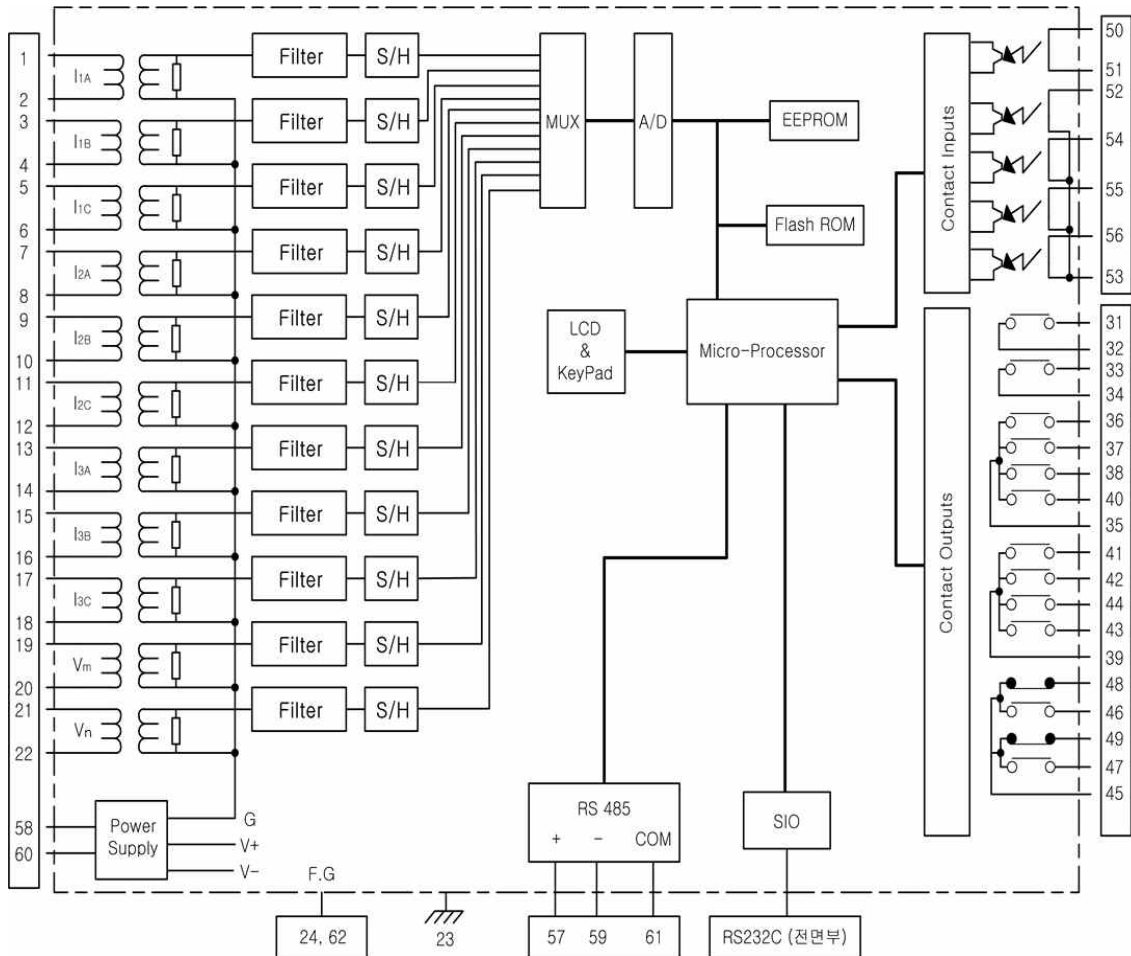 1
I1A
2
Filter
S/H
3
I1B
4
Filter
S/H
5
I1C
6
Filter
S/H
7
I2A
8
Filter
S/H
9
I2B
10
Filter
S/H
11
I2C
12
Filter
S/H
13
I3A
14
Filter
S/H
15
I3B
16
Filter
S/H
17
I3C
18
Filter
S/H
19
Vm
20
Filter
S/H
21
Vn
22
Filter
S/H
58
60
Power
Supply
G
V+
V-
F.G
24, 62
23
MUX
A/D
EEPROM
Flash ROM
LCD
&
KeyPad
Micro-Processor
RS 485
+ - COM
57 59 61
SIO
RS232C (전면부)
Contact Inputs
50
51
52
54
55
56
53
Contact Outputs
31
32
33
34
36
37
38
40
35
41
42
44
43
39
48
46
49
47
45